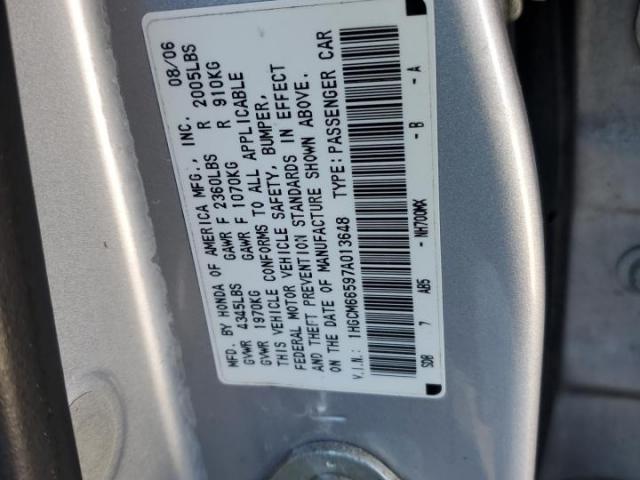 MFD. BY HONDA OF AMERICA MFG., INC. 08/06
GVWR 4345LBS GAWR F 2360LBS R 2005LBS
GVWR 1970KG GAWR F 1070KG R 910KG
THIS VEHICLE CONFORMS TO ALL APPLICABLE
FEDERAL MOTOR VEHICLE SAFETY, BUMPER,
AND THEFT PREVENTION STANDARDS IN EFFECT
ON THE DATE OF MANUFACTURE SHOWN ABOVE.
V.I.N.: 1HGCM66597A013648 TYPE: PASSENGER CAR
SDB 7 AB5 - NH700MX - B - A